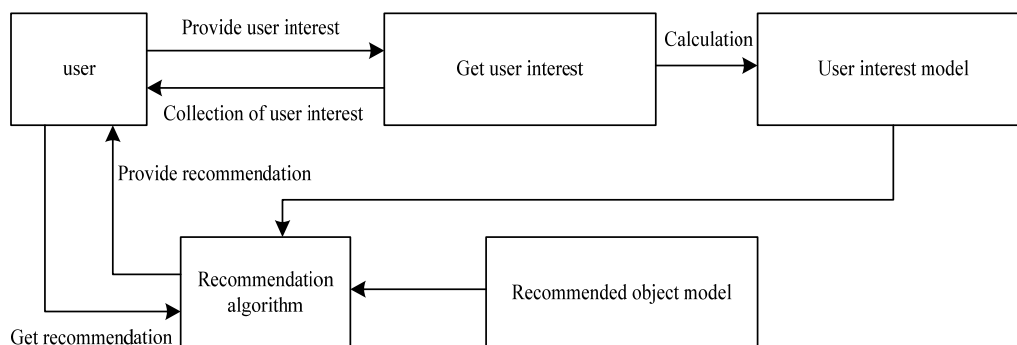 Provide user interest
Calculation
user
Get user interest
User interest model
Collection of user interest
Provide recommendation
Recommendation
algorithm
Recommended object model
Get recommendation